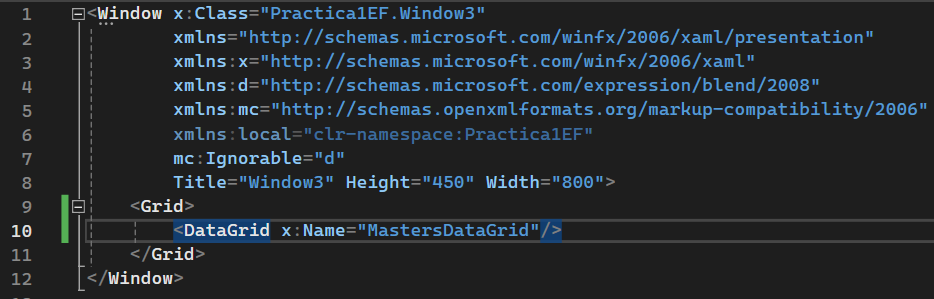 1 <Window x:Class="Practica1EF.Window3"
2 xmlns="http://schemas.microsoft.com/winfx/2006/xaml/presentation"
3 xmlns:x="http://schemas.microsoft.com/winfx/2006/xaml"
4 xmlns:d="http://schemas.microsoft.com/expression/blend/2008"
5 xmlns:mc="http://schemas.openxmlformats.org/markup-compatibility/2006"
6 xmlns:local="clr-namespace:Practica1EF"
7 mc:Ignorable="d"
8 Title="Window3" Height="450" Width="800">
9 <Grid>
10 <DataGrid x:Name="MastersDataGrid"/>
11 </Grid>
12 </Window>